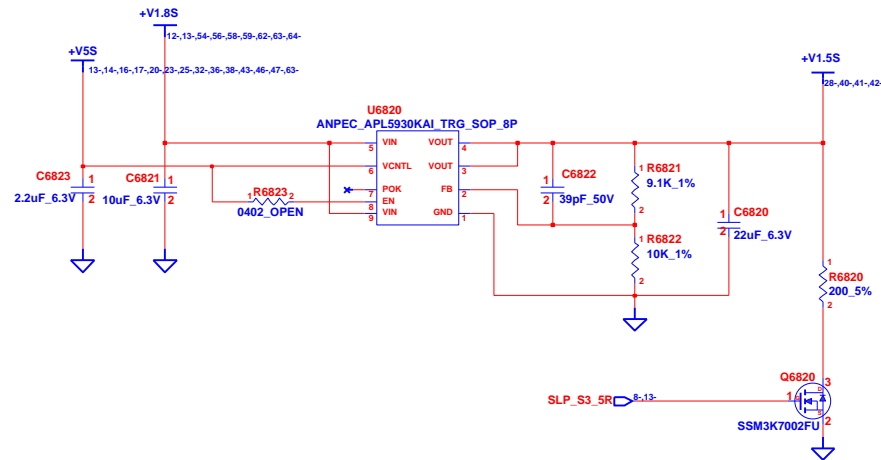 +V1.8S
12-,13-,54-,56-,58-,59-,62-,63-,64-
+V5S
13-,14-,16-,17-,20-,23-,25-,32-,36-,38-,43-,46-,47-,63-
+V1.5S
28-,40-,41-,42-
U6820
ANPEC_APL5930KAI_TRG_SOP_8P
5 VIN VOUT 4
6 VCNTL VOUT 3
7 POK FB 2
8 EN GND 1
9 VIN
C6823
1
2
2.2uF_6.3V
C6821
1
2
10uF_6.3V
R6823
1 2
0402_OPEN
C6822
1
2
39pF_50V
R6821
1
2
9.1K_1%
R6822
1
2
10K_1%
C6820
1
2
22uF_6.3V
R6820
1
2
200_5%
Q6820
3
D
1
G
S
2
SSM3K7002FU
SLP_S3_5R
8-,13-